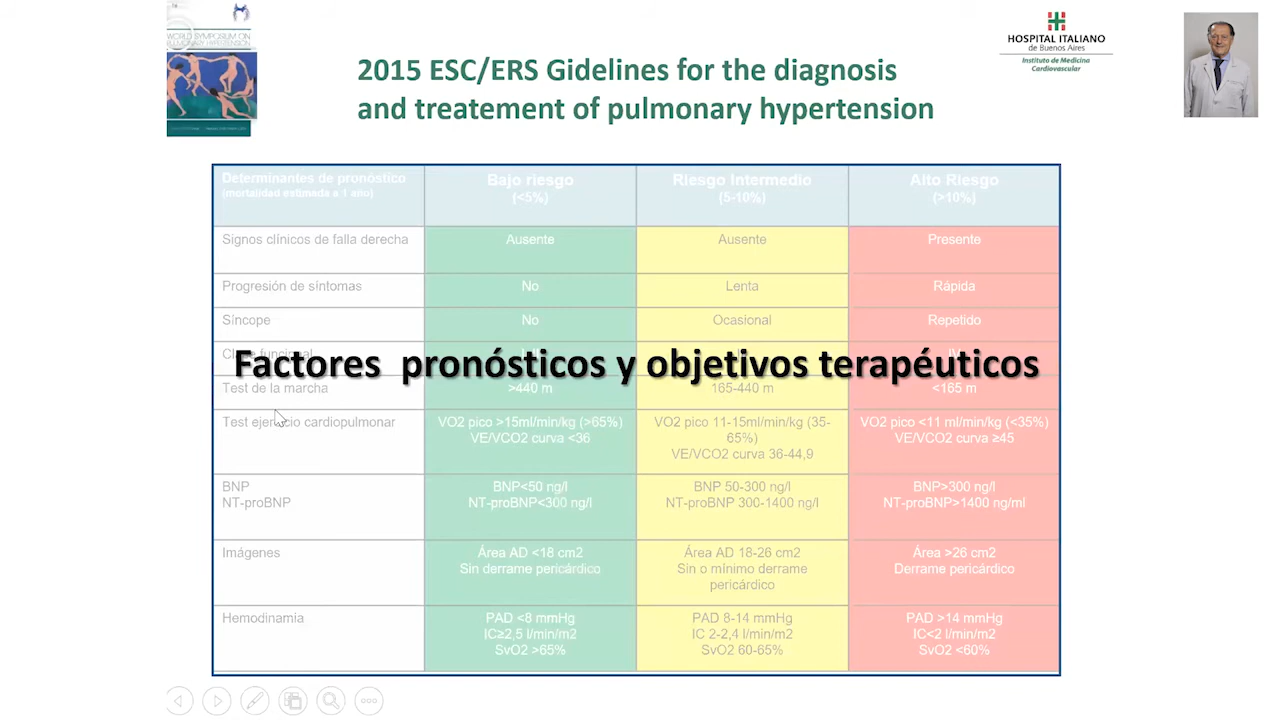 WORLD SYMPOSIUM ON
PULMONARY HYPERTENSION
2015 ESC/ERS Gidelines for the diagnosis
and treatement of pulmonary hypertension
HOSPITAL ITALIANO
de Buenos Aires
Instituto de Medicina
Cardiovascular
Determinantes de pronóstico
(mortalidad estimada a 1 año)
Bajo riesgo
(<5%)
Riesgo Intermedio
(5-10%)
Alto Riesgo
(>10%)
Signos clínicos de falla derecha
Ausente
Ausente
Presente
Progresión de síntomas
No
Lenta
Rápida
Síncope
No
Ocasional
Repetido
Factores pronósticos y objetivos terapéuticos
Test de la marcha
>440 m
165-440 m
<165 m
Test ejercicio cardiopulmonar
VO2 pico >15ml/min/kg (>65%)
VE/VCO2 curva <36
VO2 pico 11-15ml/min/kg (35-
65%)
VE/VCO2 curva 36-44,9
VO2 pico <11 ml/min/kg (<35%)
VE/VCO2 curva ≥45
BNP
NT-proBNP
BNP<50 ng/l
NT-proBNP<300 ng/l
BNP 50-300 ng/l
NT-proBNP 300-1400 ng/l
BNP>300 ng/l
NT-proBNP>1400 ng/ml
Imágenes
Área AD <18 cm2
Sin derrame pericárdico
Área AD 18-26 cm2
Sin o mínimo derrame
pericárdico
Área >26 cm2
Derrame pericárdico
Hemodinamia
PAD <8 mmHg
IC≥2,5 l/min/m2
SvO2 >65%
PAD 8-14 mmHg
IC 2-2,4 l/min/m2
SvO2 60-65%
PAD >14 mmHg
IC<2 l/min/m2
SvO2 <60%